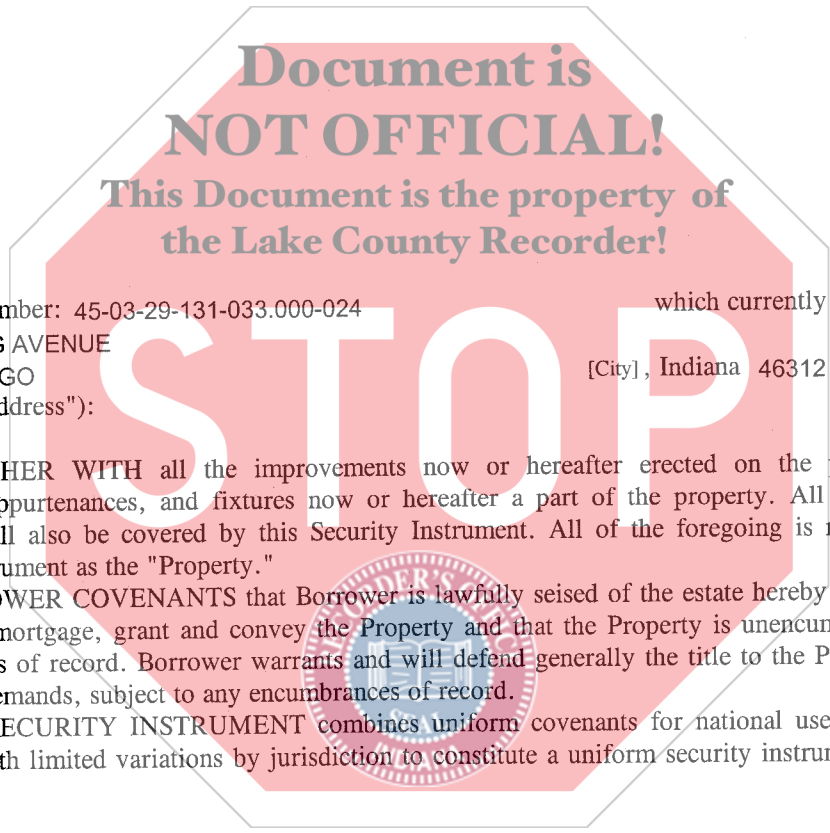 Document is
NOT OFFICIAL!
This Document is the property of
the Lake County Recorder!
mber: 45-03-29-131-033.000-024 which currently
G AVENUE
GO [City], Indiana 46312
ddress"):
STOP
HER WITH all the improvements now or hereafter erected on the
ppurtenances, and fixtures now or hereafter a part of the property. All
ll also be covered by this Security Instrument. All of the foregoing is
rument as the "Property."
OWER COVENANTS that Borrower is lawfully seised of the estate hereby
mortgage, grant and convey the Property and that the Property is unencum
s of record. Borrower warrants and will defend generally the title to the P
emands, subject to any encumbrances of record.
ECURITY INSTRUMENT combines uniform covenants for national use
th limited variations by jurisdiction to constitute a uniform security instrum
RECORDER'S OFFICE
SEAL
INDIANA